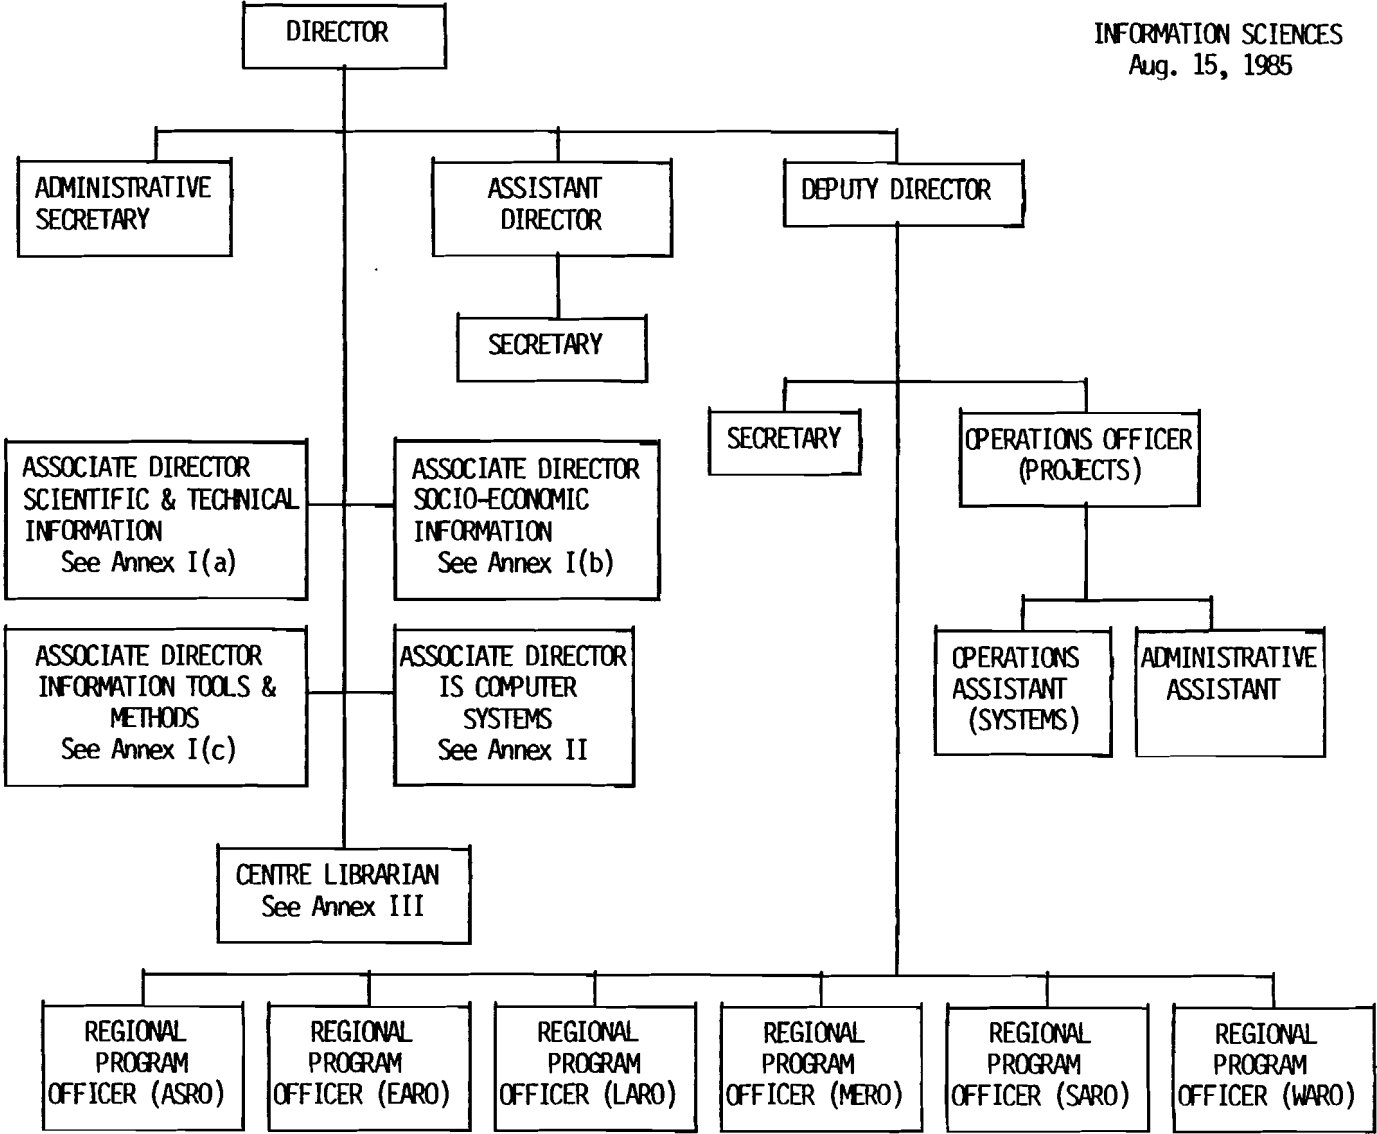 DIRECTOR
INFORMATION SCIENCES
Aug. 15, 1985
ADMINISTRATIVE
SECRETARY
ASSISTANT
DIRECTOR
DEPUTY DIRECTOR
SECRETARY
SECRETARY
OPERATIONS OFFICER
(PROJECTS)
ASSOCIATE DIRECTOR
SCIENTIFIC & TECHNICAL
INFORMATION
See Annex I(a)
ASSOCIATE DIRECTOR
SOCIO-ECONOMIC
INFORMATION
See Annex I(b)
ASSOCIATE DIRECTOR
INFORMATION TOOLS &
METHODS
See Annex I(c)
ASSOCIATE DIRECTOR
IS COMPUTER
SYSTEMS
See Annex II
OPERATIONS
ASSISTANT
(SYSTEMS)
ADMINISTRATIVE
ASSISTANT
CENTRE LIBRARIAN
See Annex III
REGIONAL
PROGRAM
OFFICER (ASRO)
REGIONAL
PROGRAM
OFFICER (EARO)
REGIONAL
PROGRAM
OFFICER (LARO)
REGIONAL
PROGRAM
OFFICER (MERO)
REGIONAL
PROGRAM
OFFICER (SARO)
REGIONAL
PROGRAM
OFFICER (WARO)